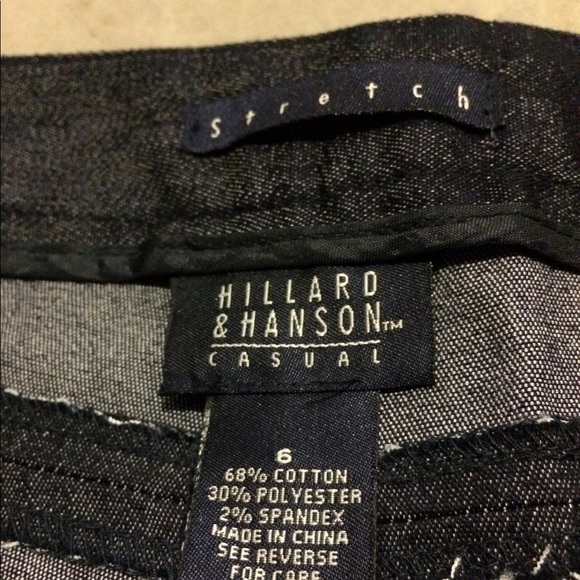 Stretch
HILLARD
& HANSON™
CASUAL
6
68% COTTON
30% POLYESTER
2% SPANDEX
MADE IN CHINA
SEE REVERSE
FOR CARE